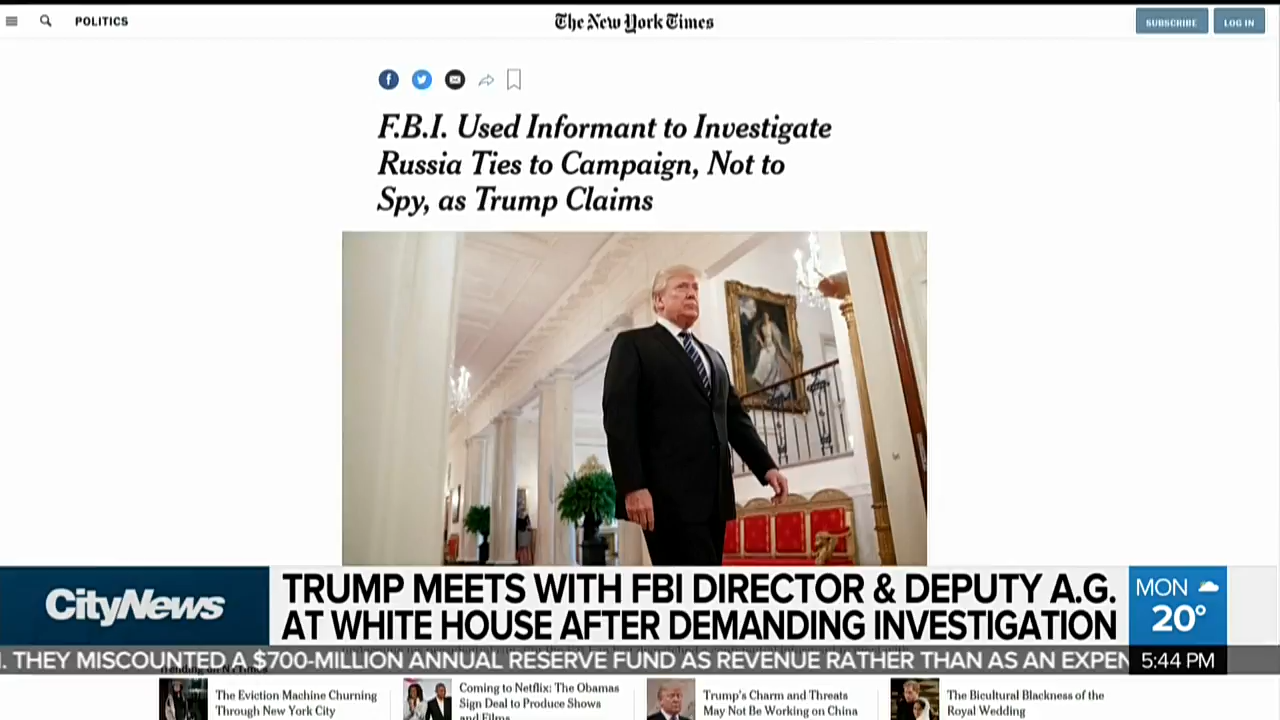 POLITICS
The New York Times
SUBSCRIBE
LOG IN
F.B.I. Used Informant to Investigate
Russia Ties to Campaign, Not to
Spy, as Trump Claims
CityNews
TRUMP MEETS WITH FBI DIRECTOR & DEPUTY A.G.
AT WHITE HOUSE AFTER DEMANDING INVESTIGATION
MON
20°
THEY MISCOUNTED A $700-MILLION ANNUAL RESERVE FUND AS REVENUE RATHER THAN AS AN EXPEN
5:44 PM
Trending on NYTimes
The Eviction Machine Churning
Through New York City
Coming to Netflix: The Obamas
Sign Deal to Produce Shows
and Films
Trump's Charm and Threats
May Not Be Working on China
The Bicultural Blackness of the
Royal Wedding